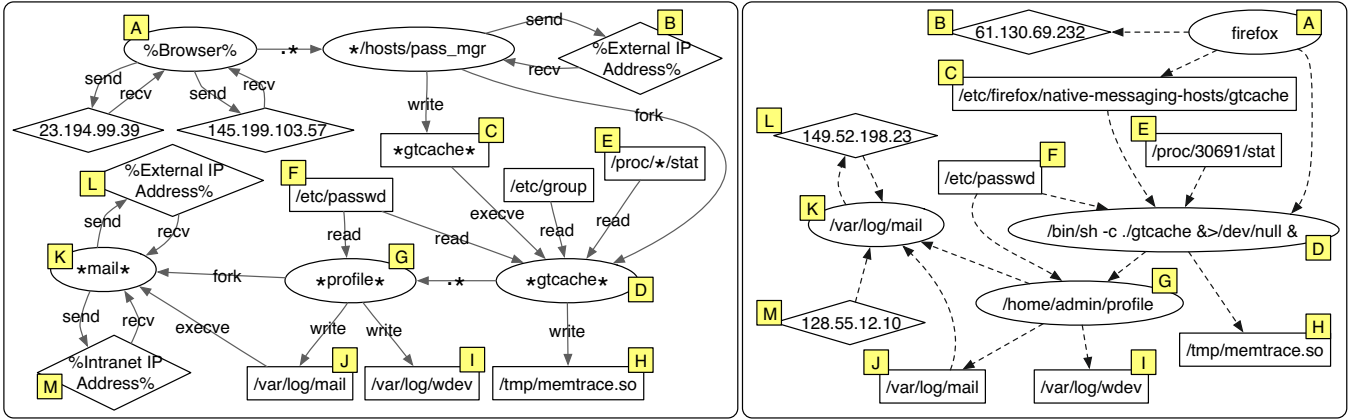 A
%Browser%
.*
*/hosts/pass_mgr
send
recv
B
%External IP
Address%
send
recv
send
recv
23.194.99.39
145.199.103.57
write
fork
C
*gtcache*
E
/proc/*/stat
L
%External IP
Address%
F
/etc/passwd
/etc/group
execve
read
send
recv
read
read
read
K
*mail*
fork
G
*profile*
.*
*gtcache*
D
send
recv
execve
write
write
write
%Intranet IP
Address%
M
J
/var/log/mail
I
/var/log/wdev
H
/tmp/memtrace.so
B
61.130.69.232
A
firefox
C
/etc/firefox/native-messaging-hosts/gtcache
L
149.52.198.23
E
/proc/30691/stat
F
/etc/passwd
K
/var/log/mail
/bin/sh -c ./gtcache &>/dev/null &
D
G
/home/admin/profile
M
128.55.12.10
H
/tmp/memtrace.so
J
/var/log/mail
I
/var/log/wdev